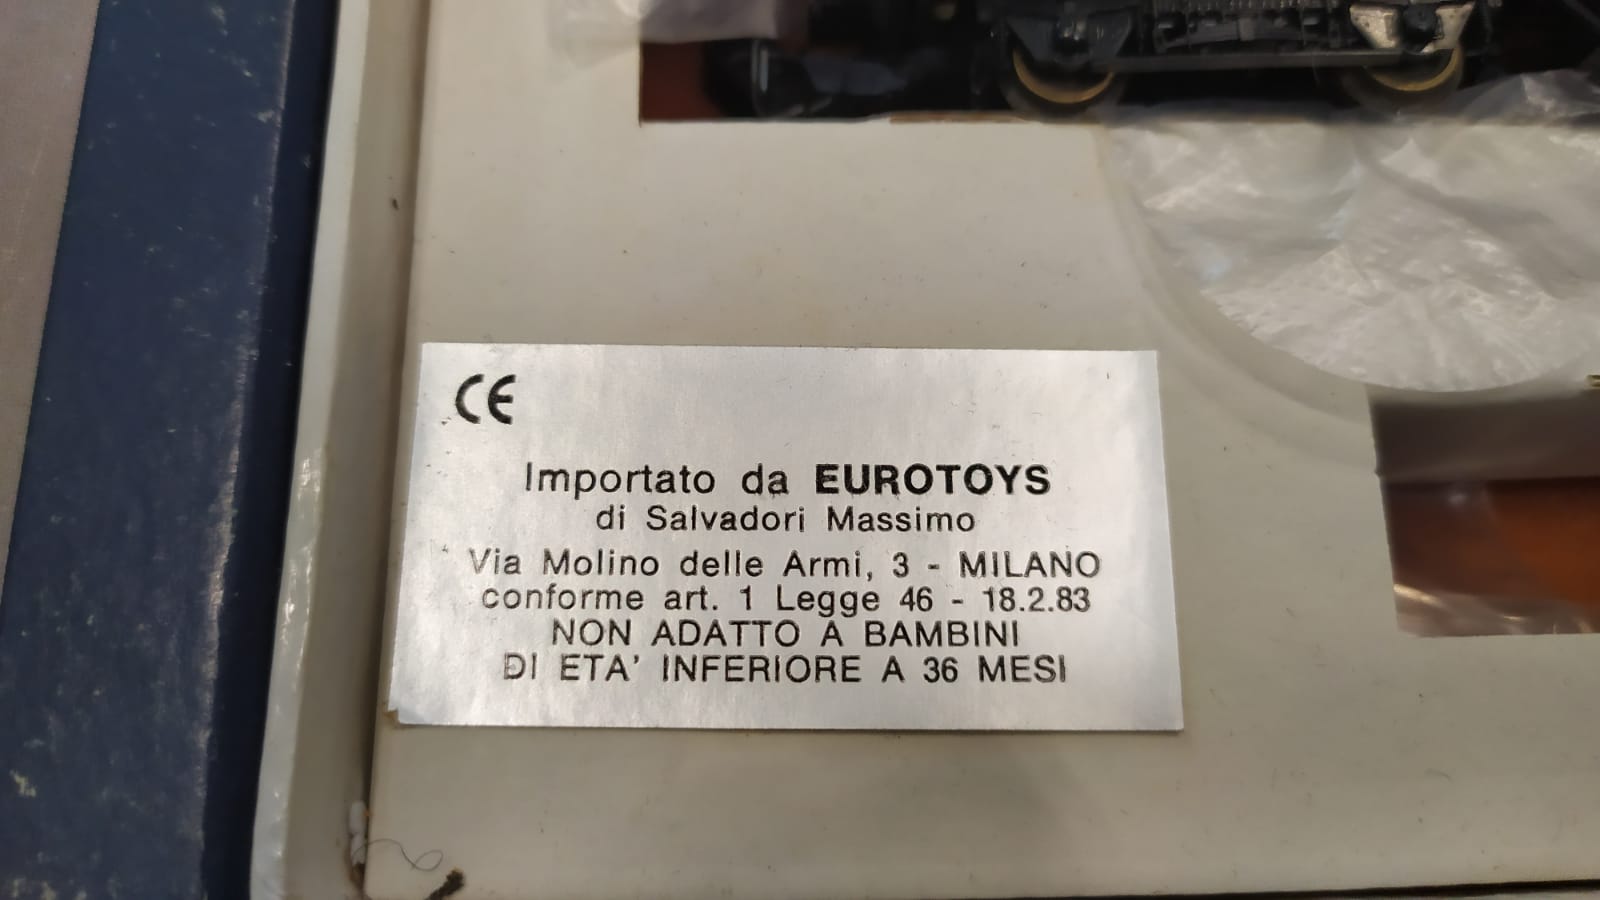 CE
Importato da EUROTOYS
di Salvadori Massimo
Via Molino delle Armi, 3 - MILANO
conforme art. 1 Legge 46 - 18.2.83
NON ADATTO A BAMBINI
DI ETA' INFERIORE A 36 MESI